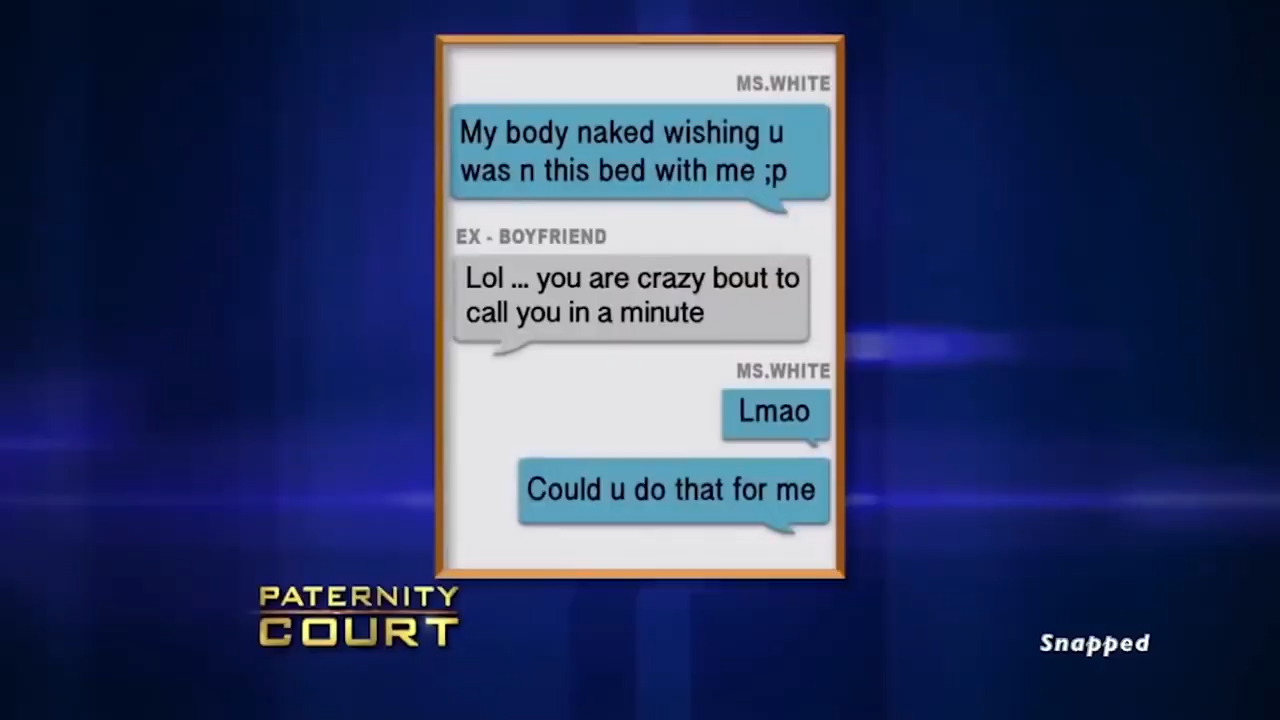 MS.WHITE
My body naked wishing u
was n this bed with me ;p
EX - BOYFRIEND
Lol ... you are crazy bout to
call you in a minute
MS.WHITE
Lmao
Could u do that for me
PATERNITY
COURT
Snapped